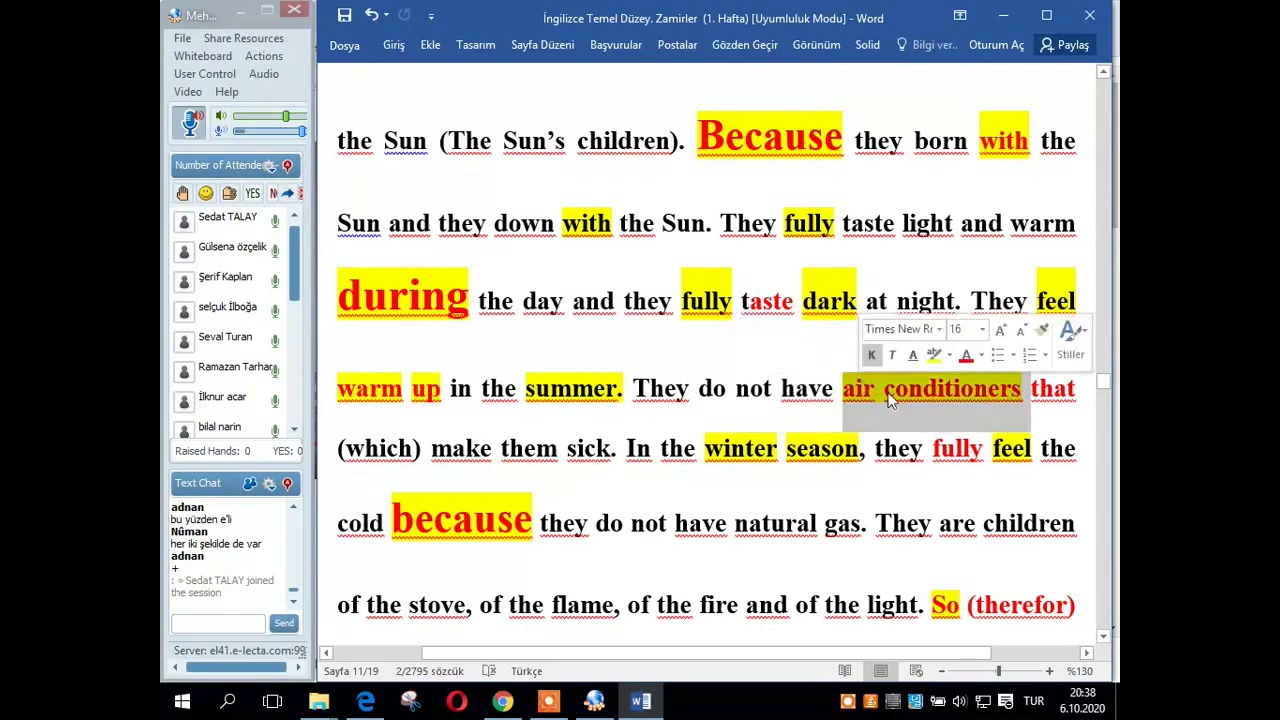 Meh...
File Share Resources
Whiteboard Actions
User Control Audio
Video Help
Number of Attende
YES
Sedat TALAY
Gülsena özçelik
Şerif Kaplan
selçuk İlboğa
Seval Turan
Ramazan Tarhar
İlknur acar
bilal narin
Raised Hands: 0 YES: 0
Text Chat
adnan
bu yüzden e'li
Nûman
her iki şekilde de var
adnan
+
: » Sedat TALAY joined
the session
Send
Server: el41.e-lecta.com:99
İngilizce Temel Düzey. Zamirler (1. Hafta) [Uyumluluk Modu] - Word
Dosya Giriş Ekle Tasarım Sayfa Düzeni Başvurular Postalar Gözden Geçir Görünüm Solid Bilgi ver.. Oturum Aç Paylaş
the Sun (The Sun's children). Because they born with the
Sun and they down with the Sun. They fully taste light and warm
during the day and they fully taste dark at night. They feel
Times New Rc 16
K T A Stiller
warm up in the summer. They do not have air conditioners that
(which) make them sick. In the winter season, they fully feel the
cold because they do not have natural gas. They are children
of the stove, of the flame, of the fire and of the light. So (therefor)
Sayfa 11/19 2/2795 sözcük Türkçe %130
TUR 20:38
6.10.2020